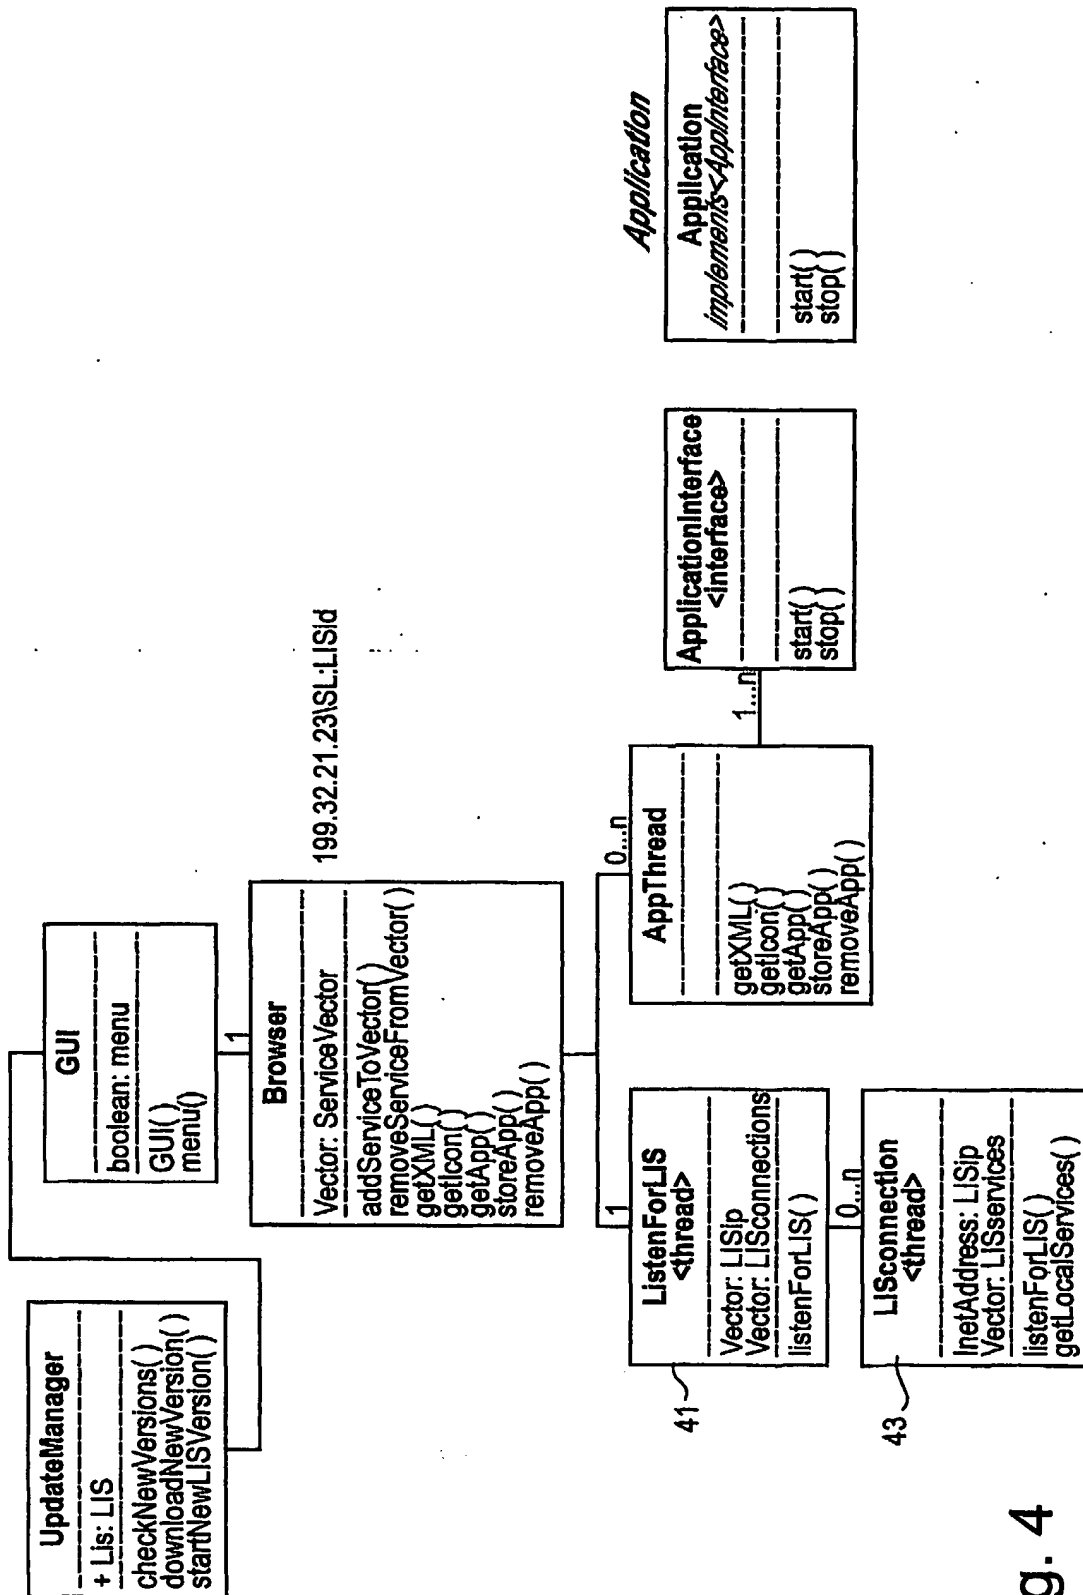 UpdateManager
+ Lis: LIS
checkNewVersions()
downloadNewVersion()
startNewLISVersion()
GUI
boolean: menu
GUI()
menu()
1
Browser
Vector: ServiceVector
addServiceToVector()
removeServiceFromVector()
getXML()
getIcon()
getApp()
storeApp()
removeApp()
199.32.21.23\SL:LISId
1
ListenForLIS
<thread>
Vector: LISip
Vector: LISconnections
listenForLIS()
41
0...n
LISconnection
<thread>
InetAddress: LISip
Vector: LISservices
listenForLIS()
getLocalServices()
43
0...n
AppThread
getXML()
getIcon()
getApp()
storeApp()
removeApp()
1...n
ApplicationInterface
<interface>
start()
stop()
Application
Application
implements<AppInterface>
start()
stop()
g. 4